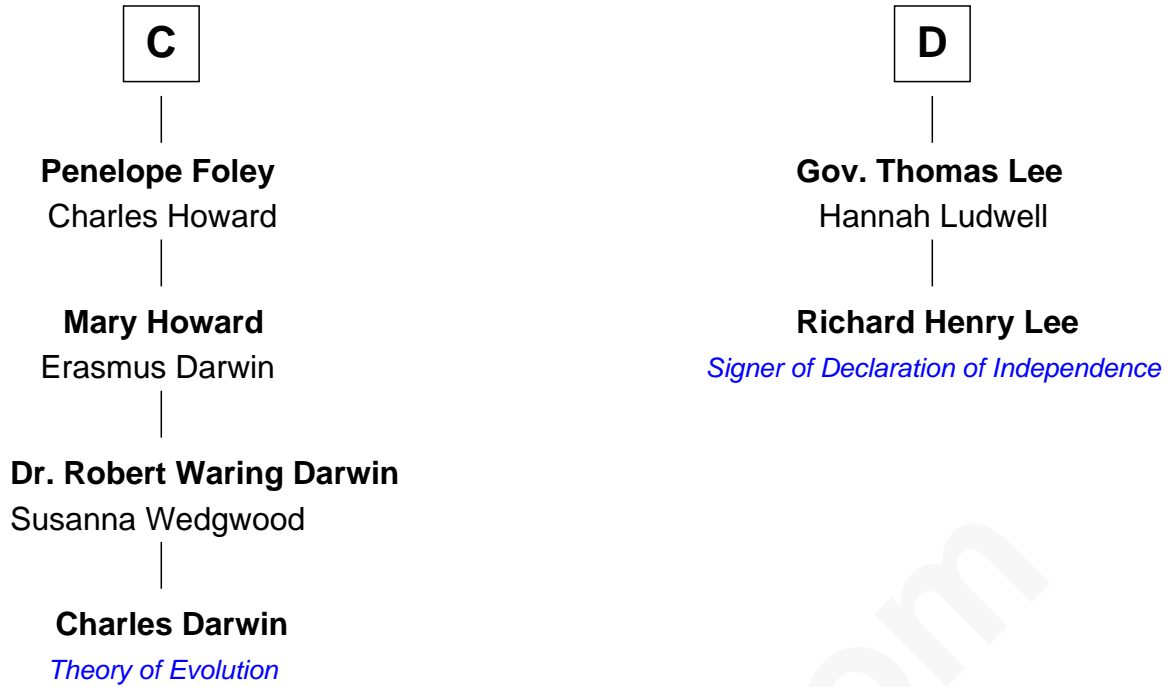 C
Penelope Foley
Charles Howard
Mary Howard
Erasmus Darwin
Dr. Robert Waring Darwin
Susanna Wedgwood
Charles Darwin
Theory of Evolution
D
Gov. Thomas Lee
Hannah Ludwell
Richard Henry Lee
Signer of Declaration of Independence
om